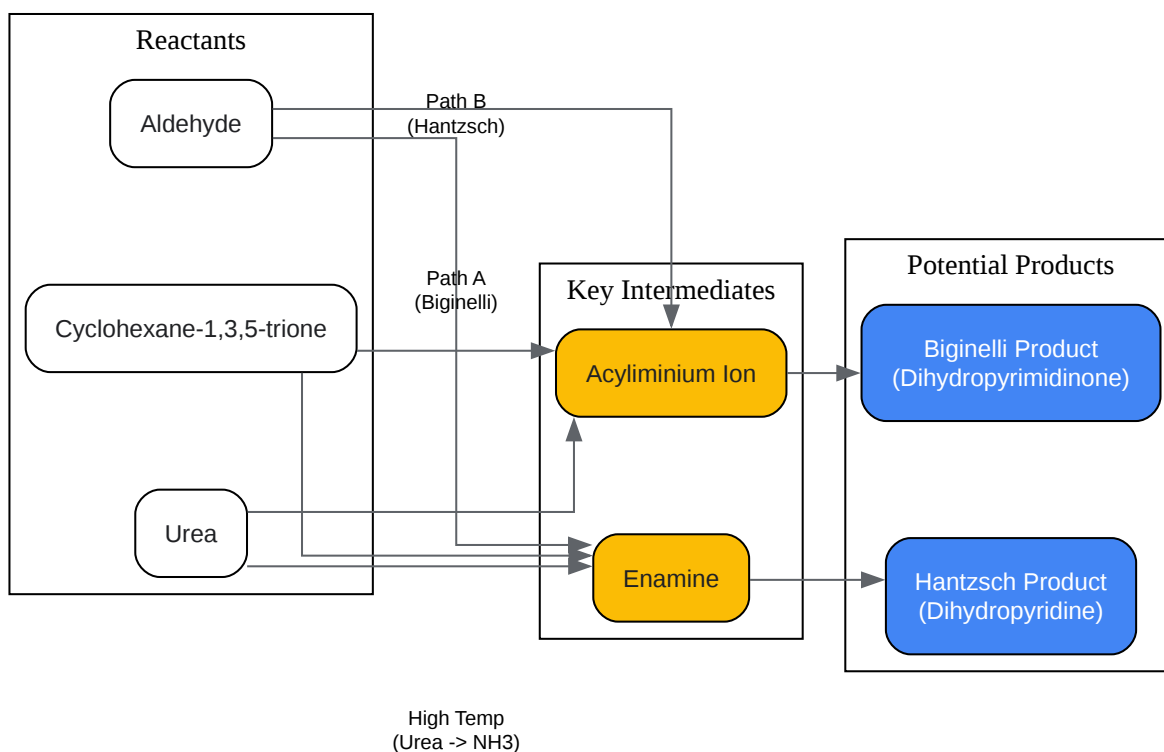 Reactants
Aldehyde
Path B
(Hantzsch)
Cyclohexane-1,3,5-trione
Path A
(Biginelli)
Urea
Key Intermediates
Acyliminium Ion
Enamine
Potential Products
Biginelli Product
(Dihydropyrimidinone)
Hantzsch Product
(Dihydropyridine)
High Temp
(Urea -> NH3)